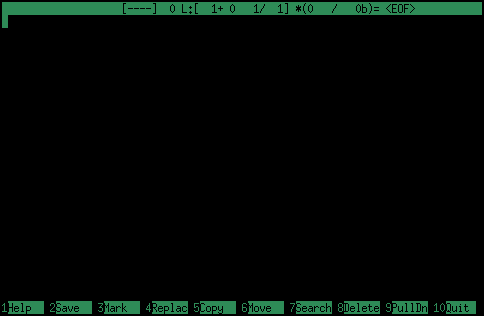 [----]  0 L:[  1+ 0   1/  1] *(0   /   0b)= <EOF>
1Help  2Save  3Mark  4Replac 5Copy  6Move  7Search 8Delete 9PullDn 10Quit